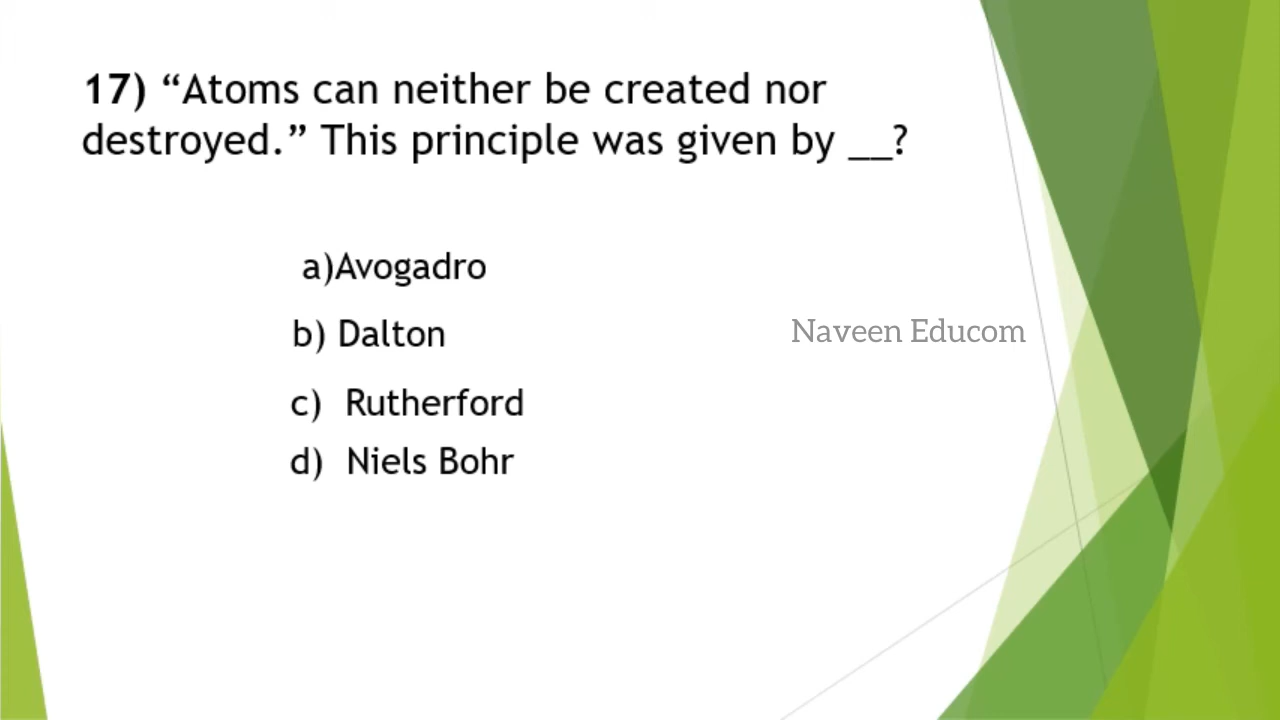 17) “Atoms can neither be created nor
destroyed.” This principle was given by __?
a)Avogadro
b) Dalton
Naveen Educom
c) Rutherford
d) Niels Bohr